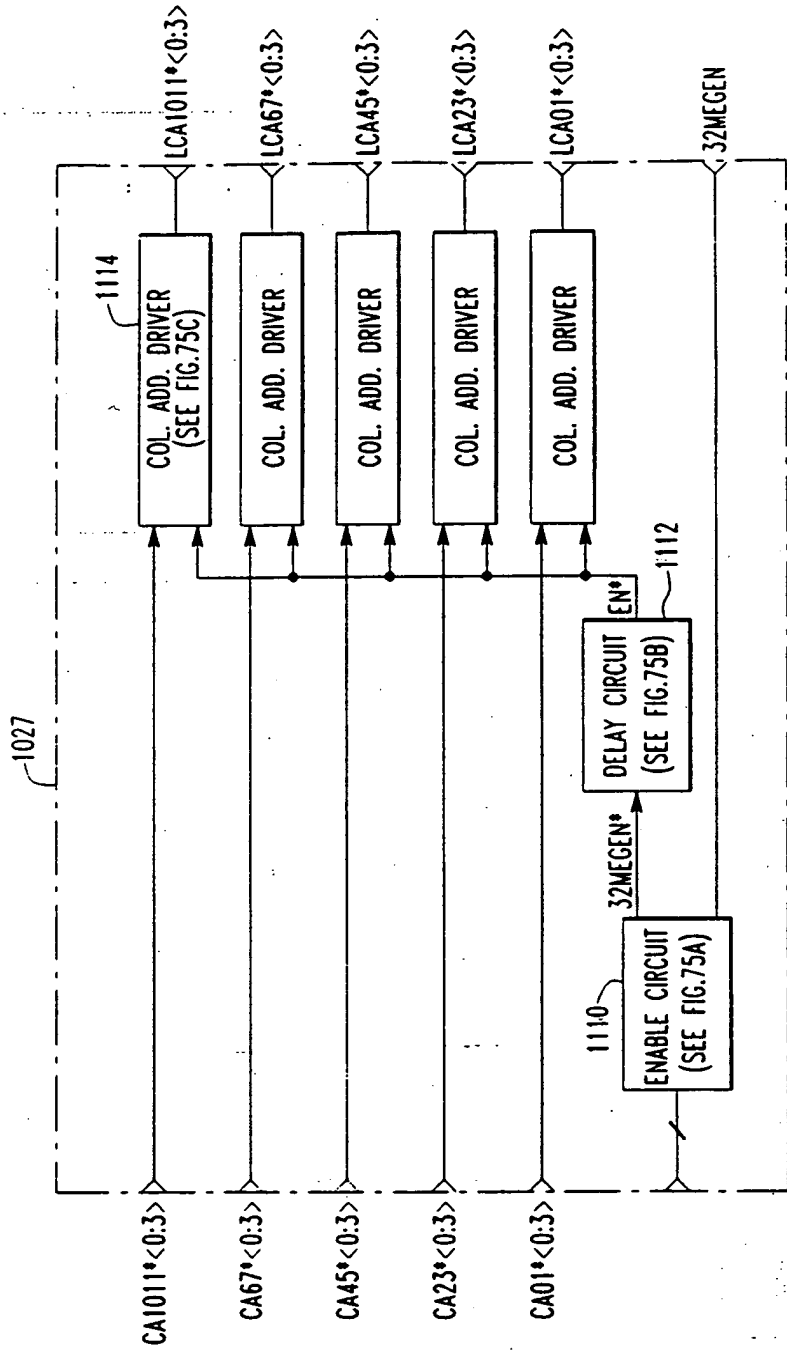 1027
CA1011*<0:3>
CA67*<0:3>
CA45*<0:3>
CA23*<0:3>
CA01*<0:3>
1114
COL. ADD. DRIVER
(SEE FIG.75C)
COL. ADD. DRIVER
COL. ADD. DRIVER
COL. ADD. DRIVER
COL. ADD. DRIVER
LCA1011*<0:3>
LCA67*<0:3>
LCA45*<0:3>
LCA23*<0:3>
LCA01*<0:3>
1110
ENABLE CIRCUIT
(SEE FIG.75A)
32MEGEN*
DELAY CIRCUIT
(SEE FIG.75B)
EN*
1112
32MEGEN